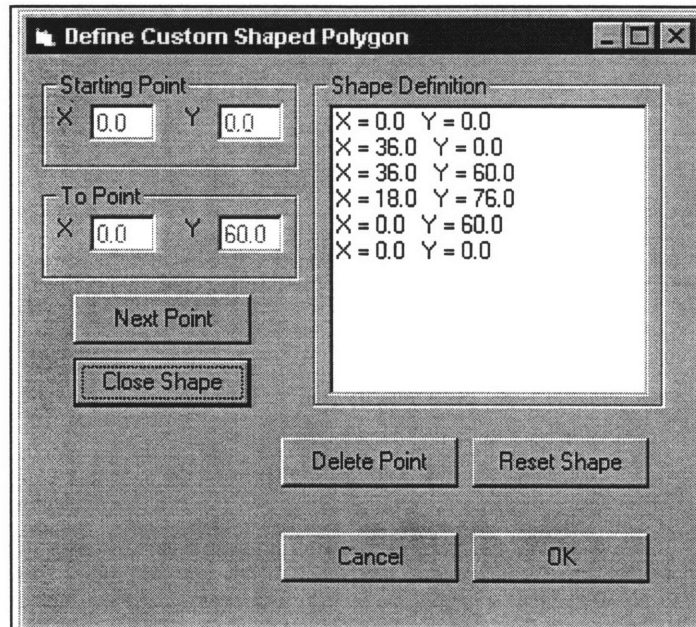 Define Custom Shaped Polygon
Starting Point
X 0.0 Y 0.0
To Point
X 0.0 Y 60.0
Next Point
Close Shape
Shape Definition
X = 0.0 Y = 0.0
X = 36.0 Y = 0.0
X = 36.0 Y = 60.0
X = 18.0 Y = 76.0
X = 0.0 Y = 60.0
X = 0.0 Y = 0.0
Delete Point
Reset Shape
Cancel
OK